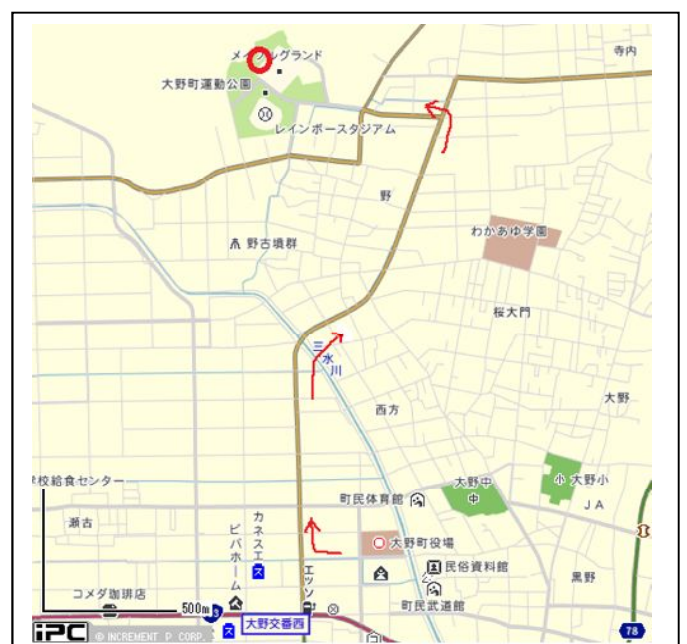 メイプルグランド
寺内
大野町運動公園
レインボースタジアム
野
野古墳群
わかあゆ学園
桜大門
三水川
大野
西方
校給食センター
大野中
中
小 大野小
町民体育館
JA
瀬古
カネスエ
ビバホーム
大野町役場
エッソ
民俗資料館
黒野
コメダ珈琲店
500m
町民武道館
大野交番西
78
iPC
© INCREMENT P CORP.